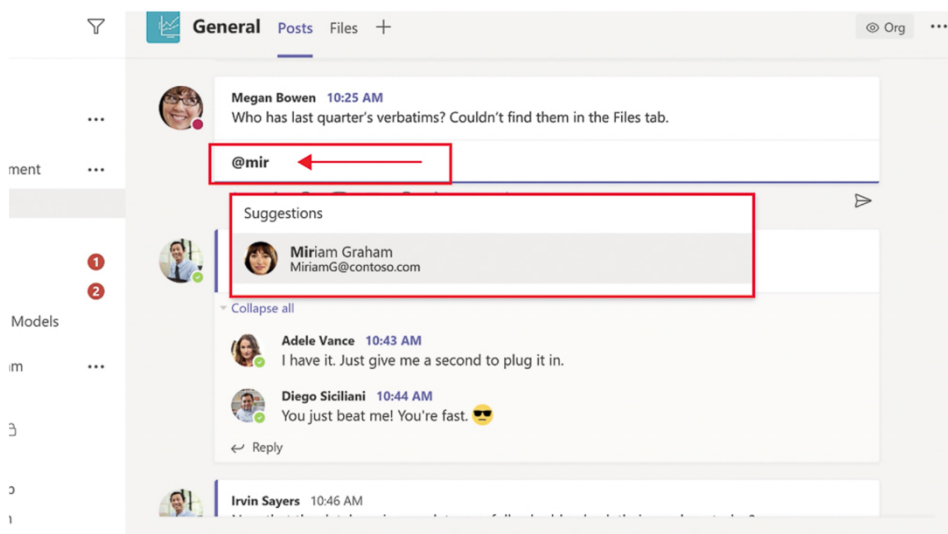 General Posts Files
Org
Megan Bowen 10:25 AM
Who has last quarter's verbatims? Couldn't find them in the Files tab.
@mir
ment
Suggestions
Miriam Graham
MiriamG@contoso.com
1
2
Collapse all
Models
Adele Vance 10:43 AM
I have it. Just give me a second to plug it in.
am
Diego Siciliani 10:44 AM
You just beat me! You're fast. 😎
Reply
Irvin Sayers 10:46 AM